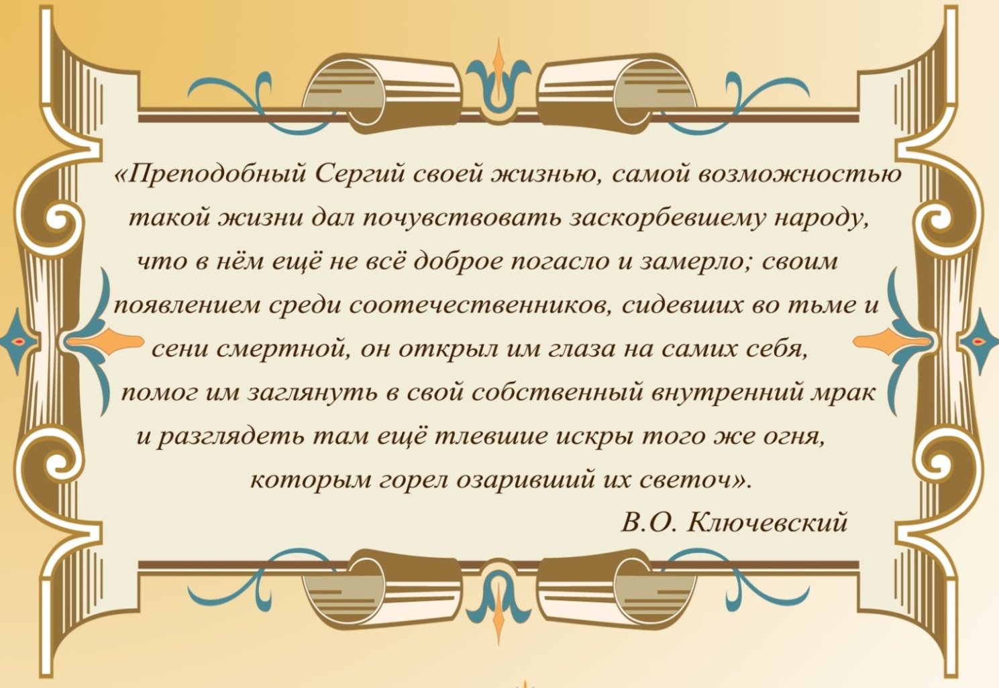 «Преподобный Сергий своей жизнью, самой возможностью
такой жизни дал почувствовать заскорбевшему народу,
что в нём ещё не всё доброе погасло и замерло; своим
появлением среди соотечественников, сидевших во тьме и
сени смертной, он открыл им глаза на самих себя,
помог им заглянуть в свой собственный внутренний мрак
и разглядеть там ещё тлевшие искры того же огня,
которым горел озаривший их светоч».
В.О. Ключевский